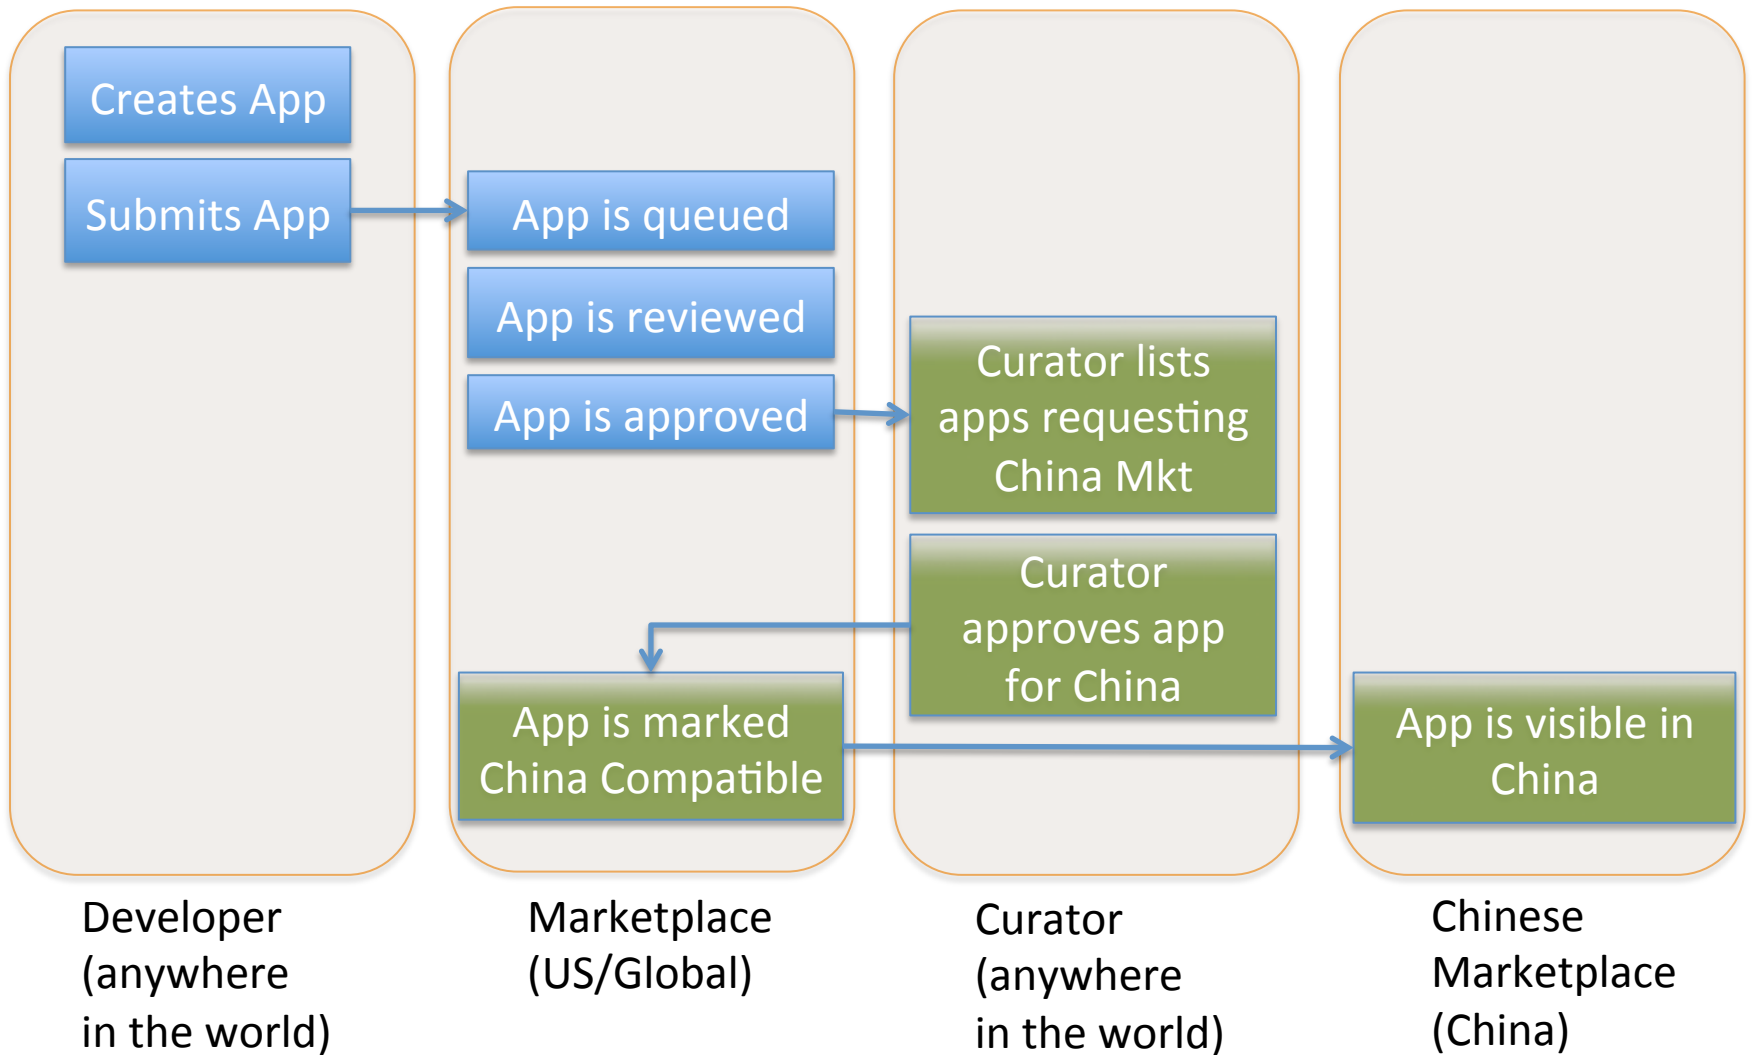 Creates App
Submits App
App is queued
App is reviewed
App is approved
Curator lists
apps requesting
China Mkt
Curator
approves app
for China
App is marked
China Compatible
App is visible in
China
Developer
(anywhere
in the world)
Marketplace
(US/Global)
Curator
(anywhere
in the world)
Chinese
Marketplace
(China)